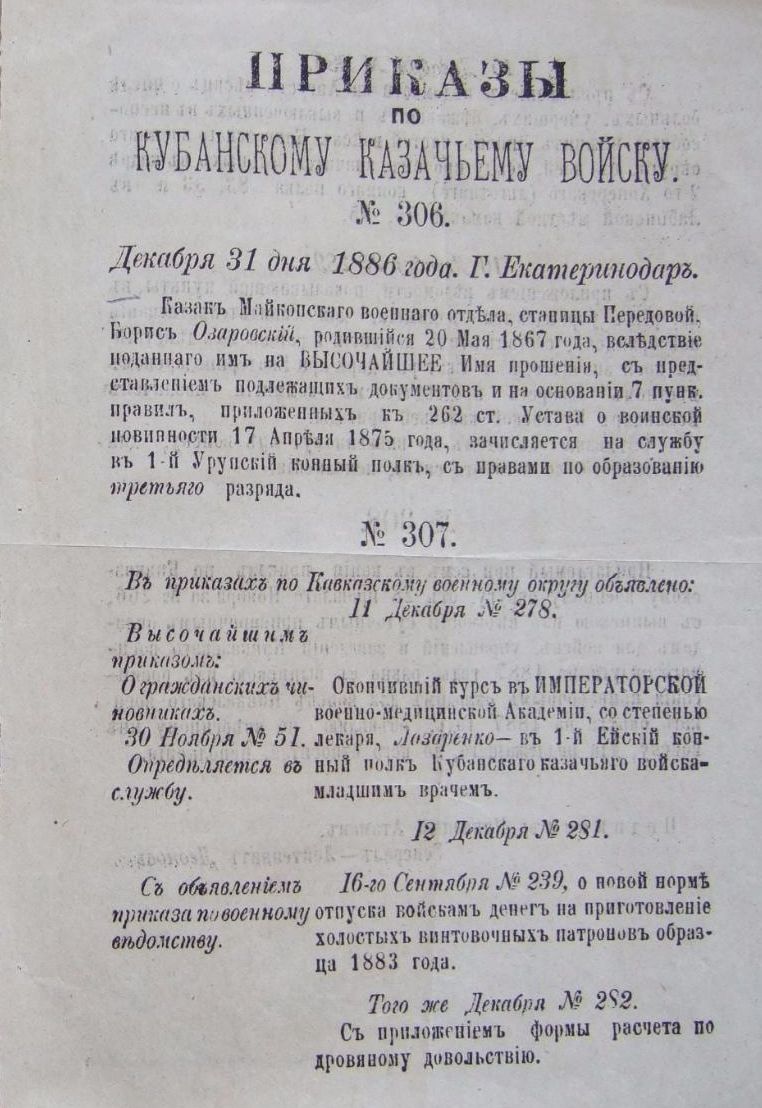 ПРИКАЗЫ
ПО
КУБАНСКОМУ КАЗАЧЬЕМУ ВОЙСКУ.
№ 306.
Декабря 31 дня 1886 года. Г. Екатеринодаръ.
Казак Майкопскаго военнаго отдѣла, станицы Передовой,
Борисъ Озаровскій, родившійся 20 Мая 1867 года, вслѣдствіе
поданнаго имъ на ВЫСОЧАЙШЕЕ Имя прошенія, съ пред-
ставленіемъ подлежащихъ документовъ и на основаніи 7 пунк.
правилъ, приложенныхъ къ 262 ст. Устава о воинской
повинности 17 Апрѣля 1875 года, зачисляется на службу
въ 1-й Урупскій конный полкъ, съ правами по образованію
третьяго разряда.
№ 307.
Въ приказахъ по Кавказскому военному округу объявлено:
11 Декабря № 278.
Высочайшимъ
приказомъ:
О гражданскихъ чи-
новникахъ.
30 Ноября № 51.
Опредѣляется въ
службу.
Окончившій курсъ въ ИМПЕРАТОРСКОЙ
военно-медицинской Академіи, со степенью
лекаря, Лазаренко— въ 1-й Ейскій кон-
ный полкъ Кубанскаго казачьяго войска—
младшимъ врачемъ.
12 Декабря № 281.
Съ объявленіемъ
приказа по военному
вѣдомству.
16-го Сентября № 239, о новой нормѣ
отпуска войскамъ денегъ на приготовленіе
холостыхъ винтовочныхъ патроновъ образ-
ца 1883 года.
Того же Декабря № 282.
Съ приложеніемъ формы расчета по
дровяному довольствію.